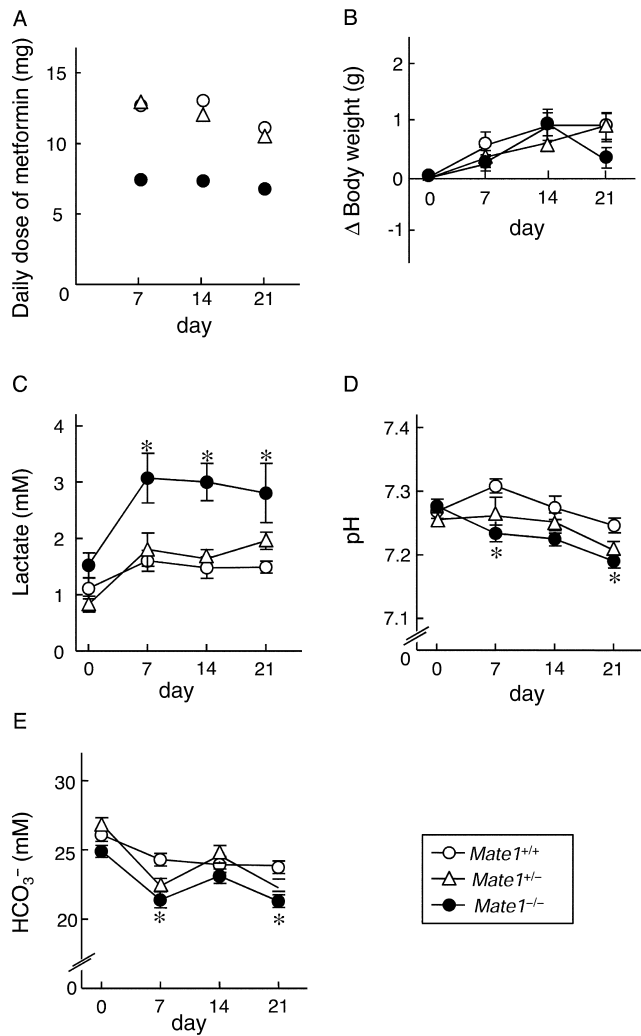 A
Daily dose of metformin (mg)
15
10
5
0
7 14 21
day
B
Δ Body weight (g)
2
1
0
-1
0 7 14 21
day
C
Lactate (mM)
4
3
2
1
0
* * *
0 7 14 21
day
D
pH
7.4
7.3
7.2
7.1
0
* *
0 7 14 21
day
E
HCO₃⁻ (mM)
30
25
20
0
* *
0 7 14 21
day
Mate1⁺/⁺
Mate1⁺/⁻
Mate1⁻/⁻